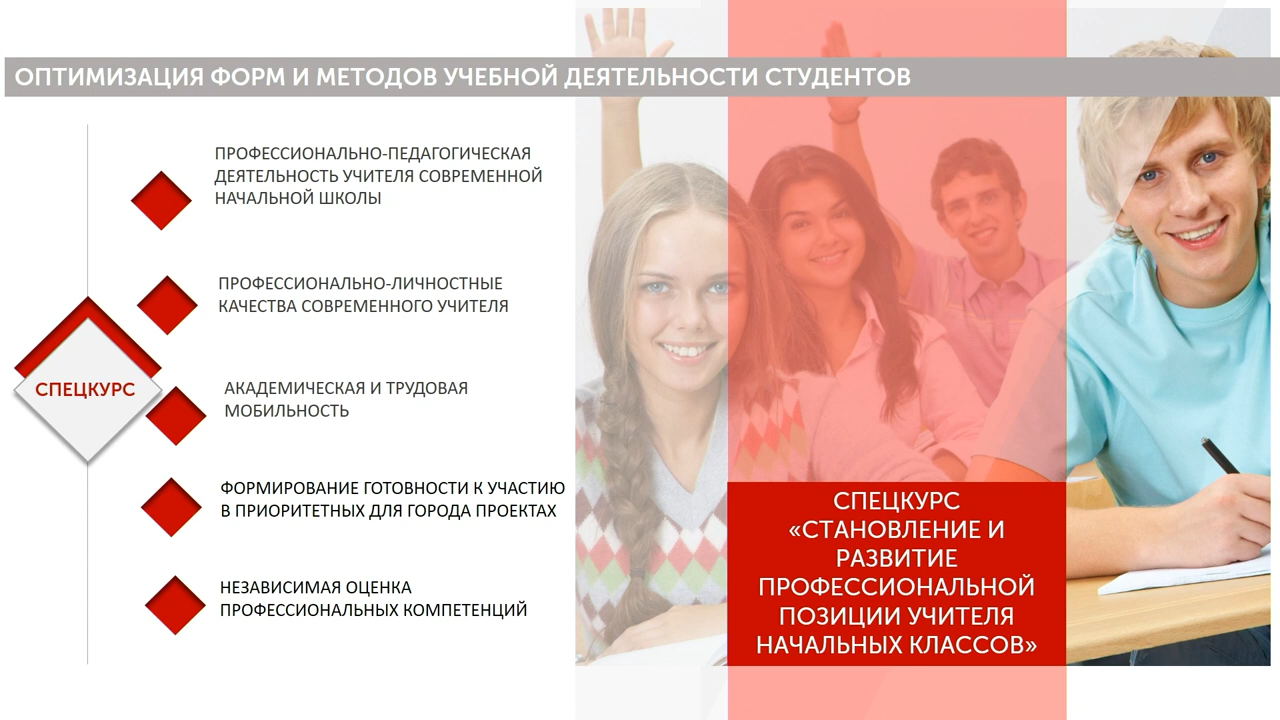 ОПТИМИЗАЦИЯ ФОРМ И МЕТОДОВ УЧЕБНОЙ ДЕЯТЕЛЬНОСТИ СТУДЕНТОВ
ПРОФЕССИОНАЛЬНО-ПЕДАГОГИЧЕСКАЯ
ДЕЯТЕЛЬНОСТЬ УЧИТЕЛЯ СОВРЕМЕННОЙ
НАЧАЛЬНОЙ ШКОЛЫ
ПРОФЕССИОНАЛЬНО-ЛИЧНОСТНЫЕ
КАЧЕСТВА СОВРЕМЕННОГО УЧИТЕЛЯ
СПЕЦКУРС
АКАДЕМИЧЕСКАЯ И ТРУДОВАЯ
МОБИЛЬНОСТЬ
ФОРМИРОВАНИЕ ГОТОВНОСТИ К УЧАСТИЮ
В ПРИОРИТЕТНЫХ ДЛЯ ГОРОДА ПРОЕКТАХ
НЕЗАВИСИМАЯ ОЦЕНКА
ПРОФЕССИОНАЛЬНЫХ КОМПЕТЕНЦИЙ
СПЕЦКУРС
«СТАНОВЛЕНИЕ И
РАЗВИТИЕ
ПРОФЕССИОНАЛЬНОЙ
ПОЗИЦИИ УЧИТЕЛЯ
НАЧАЛЬНЫХ КЛАССОВ»